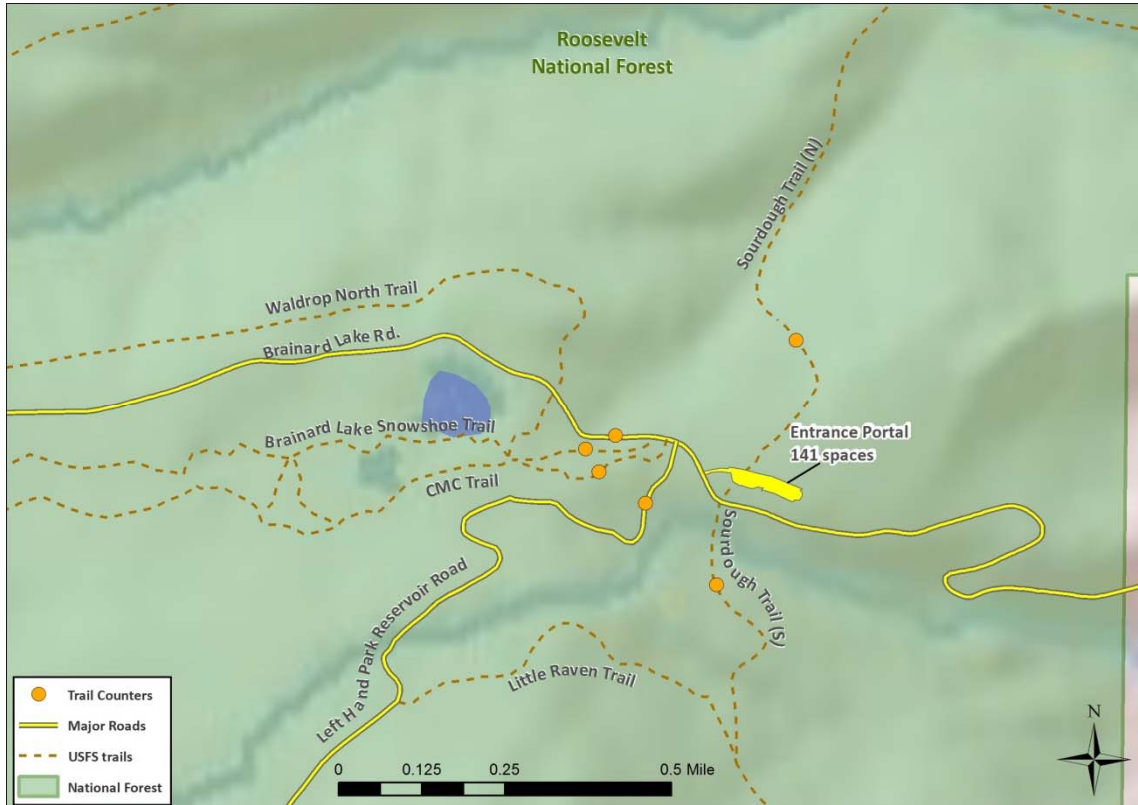 Roosevelt
National Forest
Sourdough Trail (N)
Waldrop North Trail
Brainard Lake Rd.
Brainard Lake Snowshoe Trail
Entrance Portal
141 spaces
CMC Trail
Sourdough Trail (S)
Left Hand Park Reservoir Road
Little Raven Trail
Trail Counters
Major Roads
USFS trails
National Forest
0 0.125 0.25 0.5 Mile
N